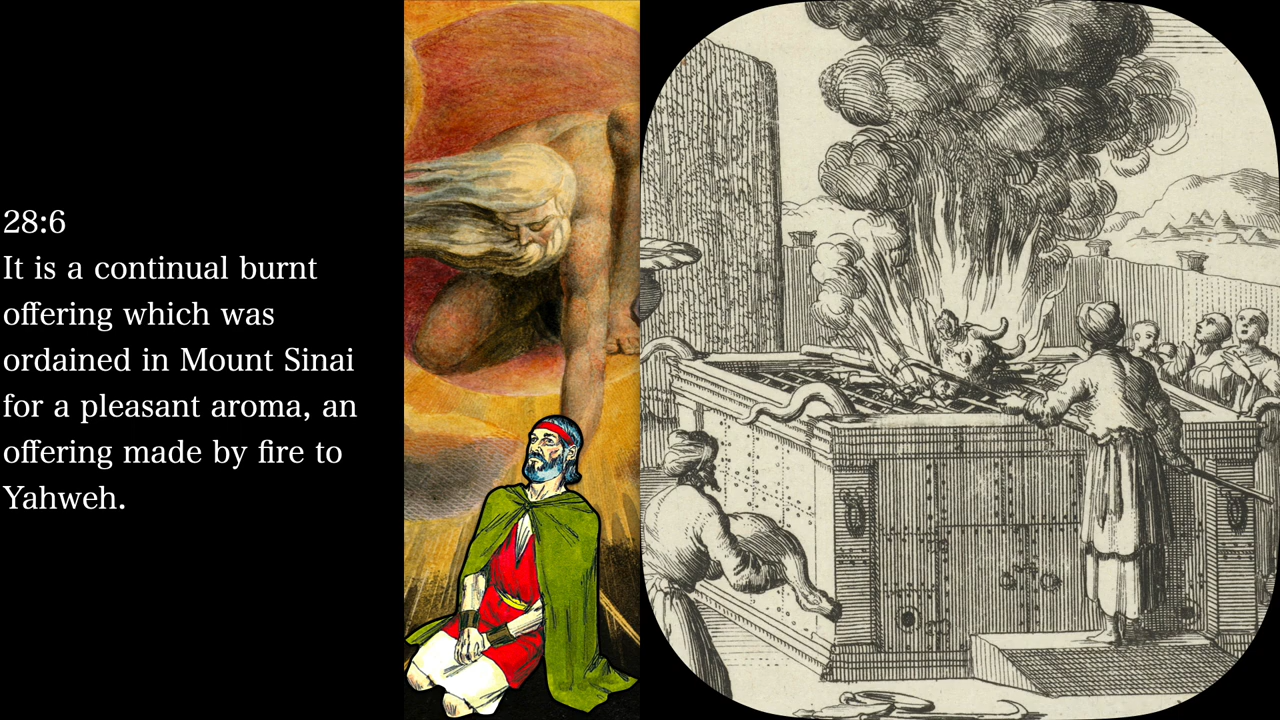 28:6
It is a continual burnt
offering which was
ordained in Mount Sinai
for a pleasant aroma, an
offering made by fire to
Yahweh.